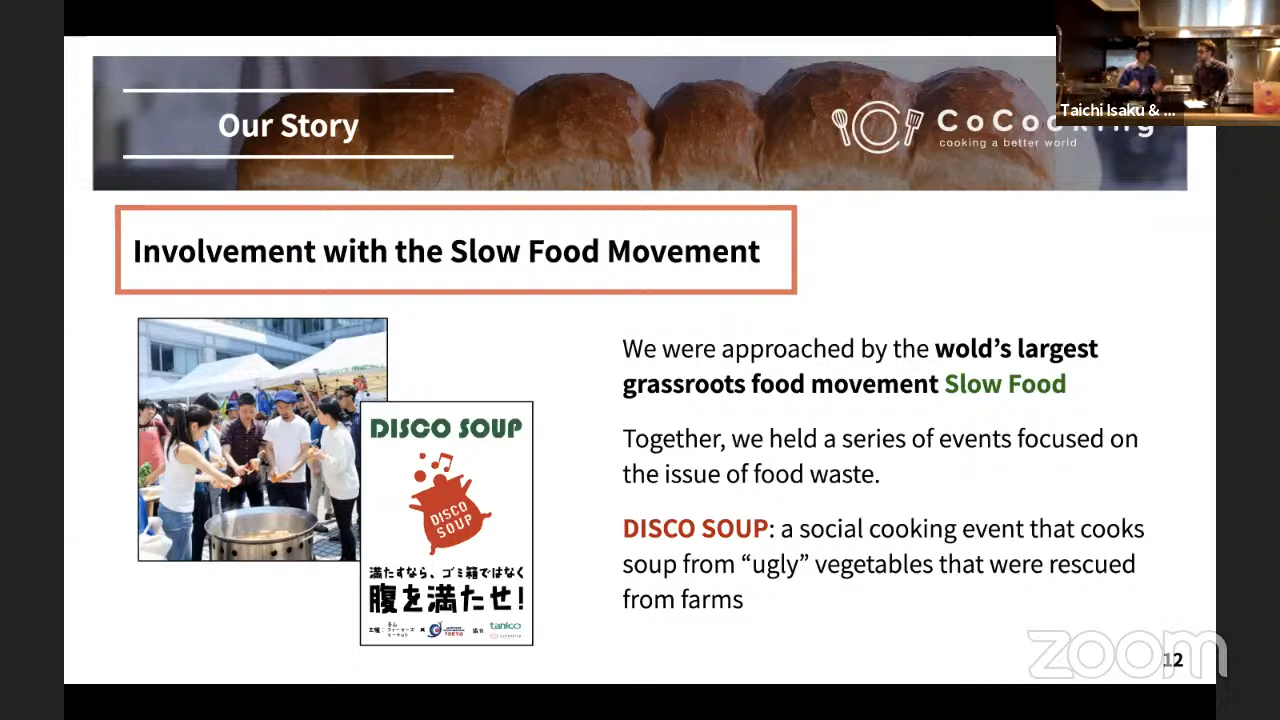 Our Story
CoCooking
cooking a better world
Taichi Isaku & ...
Involvement with the Slow Food Movement
We were approached by the wold's largest
grassroots food movement Slow Food
Together, we held a series of events focused on
the issue of food waste.
DISCO SOUP: a social cooking event that cooks
soup from “ugly” vegetables that were rescued
from farms
DISCO SOUP
DISCO
SOUP
満たすなら、ゴミ箱ではなく
腹を満たせ!
TOKYO
tanico
zoom
12